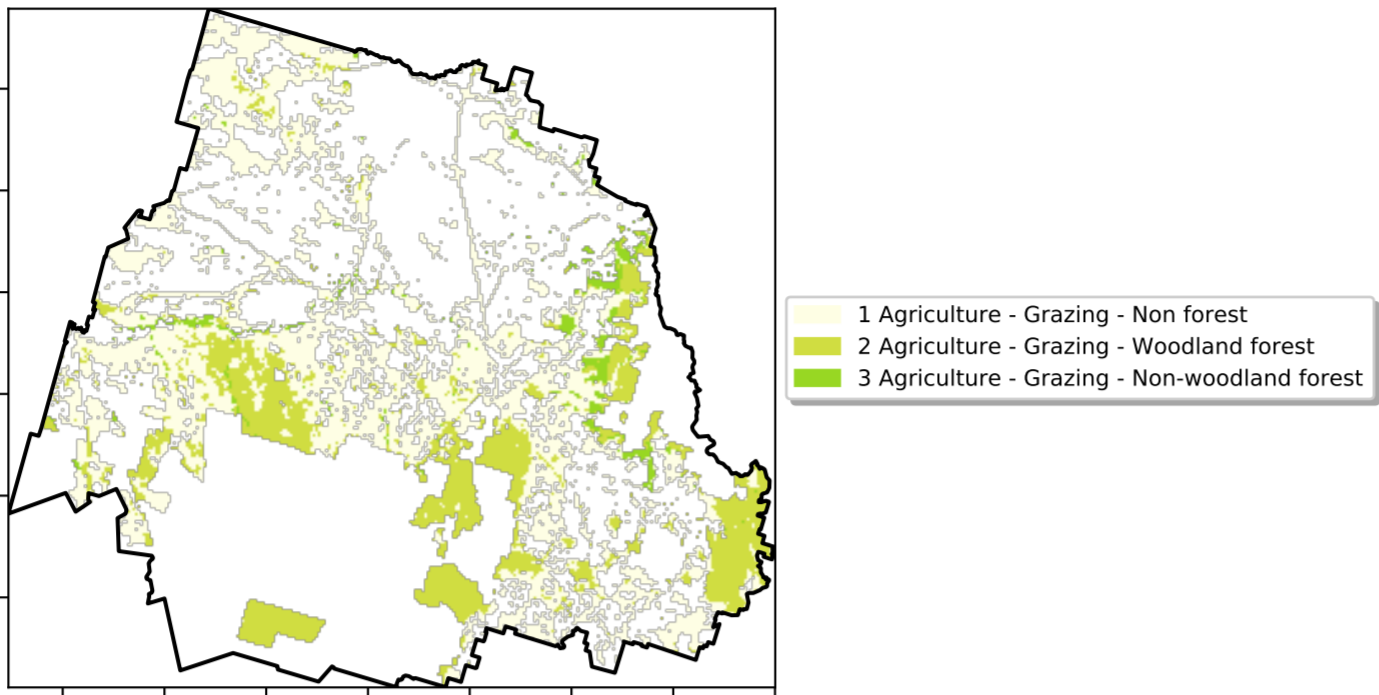 1 Agriculture - Grazing - Non forest
2 Agriculture - Grazing - Woodland forest
3 Agriculture - Grazing - Non-woodland forest